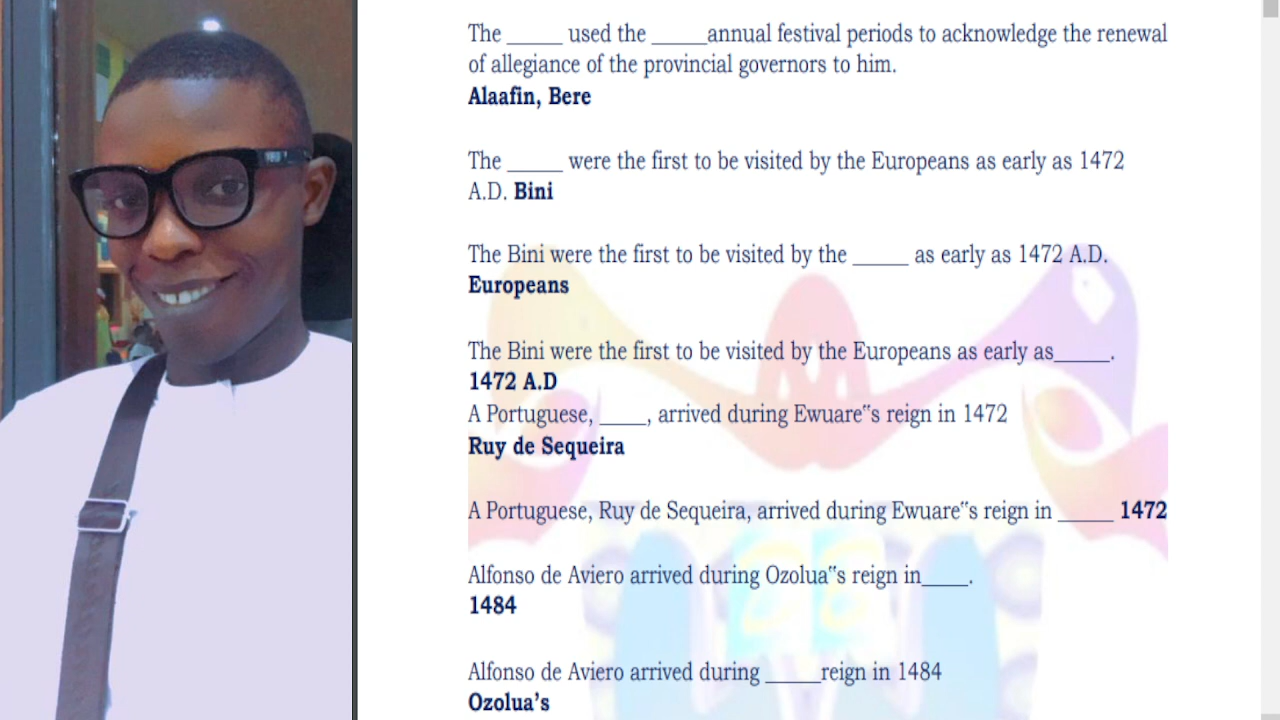 The _____ used the _____annual festival periods to acknowledge the renewal
of allegiance of the provincial governors to him.
Alaafin, Bere
The _____ were the first to be visited by the Europeans as early as 1472
A.D. Bini
The Bini were the first to be visited by the _____ as early as 1472 A.D.
Europeans
The Bini were the first to be visited by the Europeans as early as_____.
1472 A.D
A Portuguese, ____, arrived during Ewuare‟s reign in 1472
Ruy de Sequeira
A Portuguese, Ruy de Sequeira, arrived during Ewuare‟s reign in _____ 1472
Alfonso de Aviero arrived during Ozolua‟s reign in____.
1484
Alfonso de Aviero arrived during _____reign in 1484
Ozolua’s